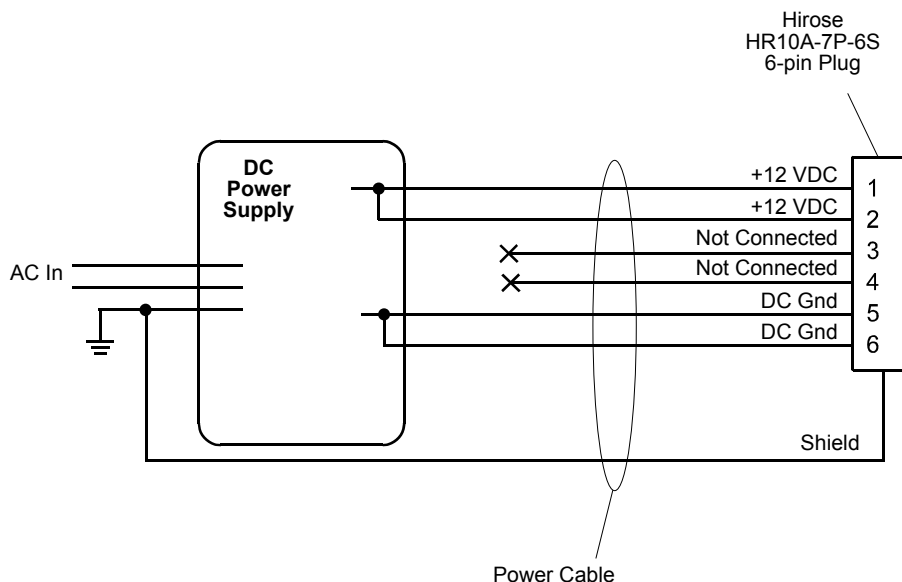 Hirose
HR10A-7P-6S
6-pin Plug
DC
Power
Supply
AC In
+12 VDC
1
+12 VDC
2
Not Connected
3
Not Connected
4
DC Gnd
5
DC Gnd
6
Shield
Power Cable